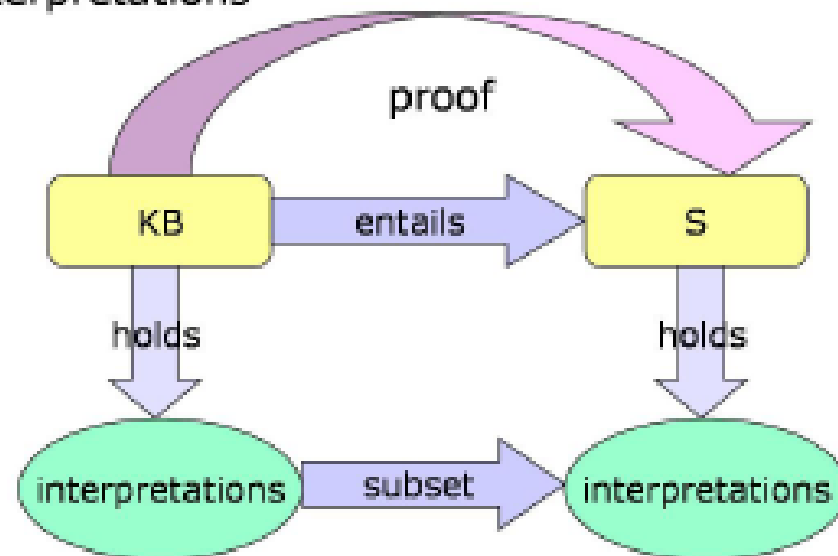 proof
KB
entails
S
holds
holds
interpretations
subset
interpretations